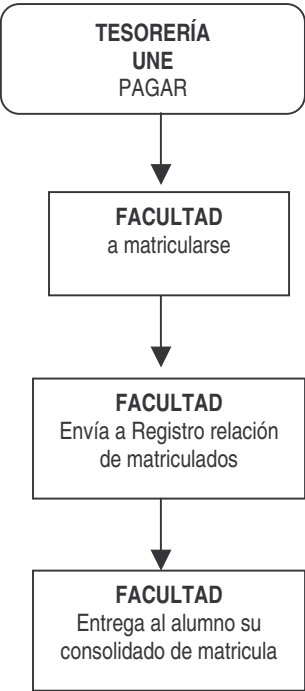 TESORERÍA
UNE
PAGAR
FACULTAD
a matricularse
FACULTAD
Envía a Registro relación
de matriculados
FACULTAD
Entrega al alumno su
consolidado de matricula